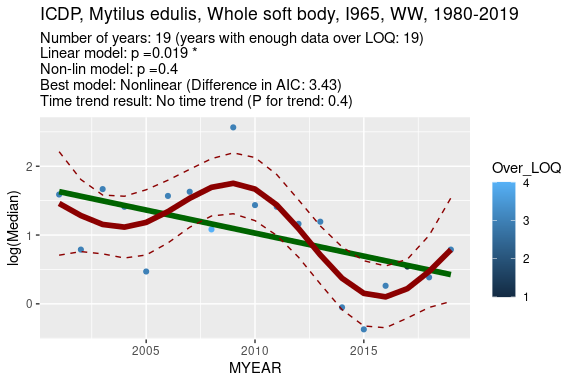 ICDP, Mytilus edulis, Whole soft body, I965, WW, 1980-2019
Number of years: 19 (years with enough data over LOQ: 19)
Linear model: p =0.019 *
Non-lin model: p =0.4
Best model: Nonlinear (Difference in AIC: 3.43)
Time trend result: No time trend (P for trend: 0.4)
log(Median)
2
1
0
2005
2010
2015
MYEAR
Over_LOQ
4
3
2
1